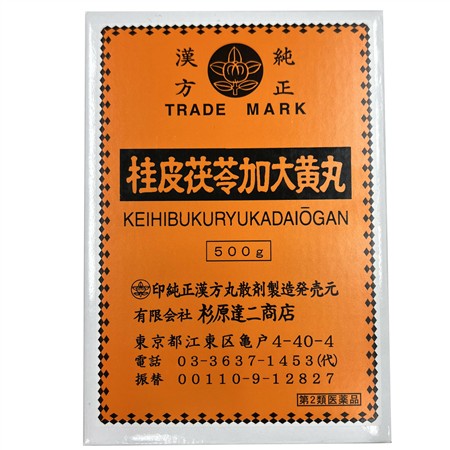 純正漢方
TRADE MARK
桂皮茯苓加大黄丸
KEIHIBUKURYUKADAIŌGAN
500g
印純正漢方丸散剤製造発売元
有限会社 杉原達二商店
東京都江東区亀戸4-40-4
電話 03-3637-1453(代)
振替 00110-9-12827
第2類医薬品